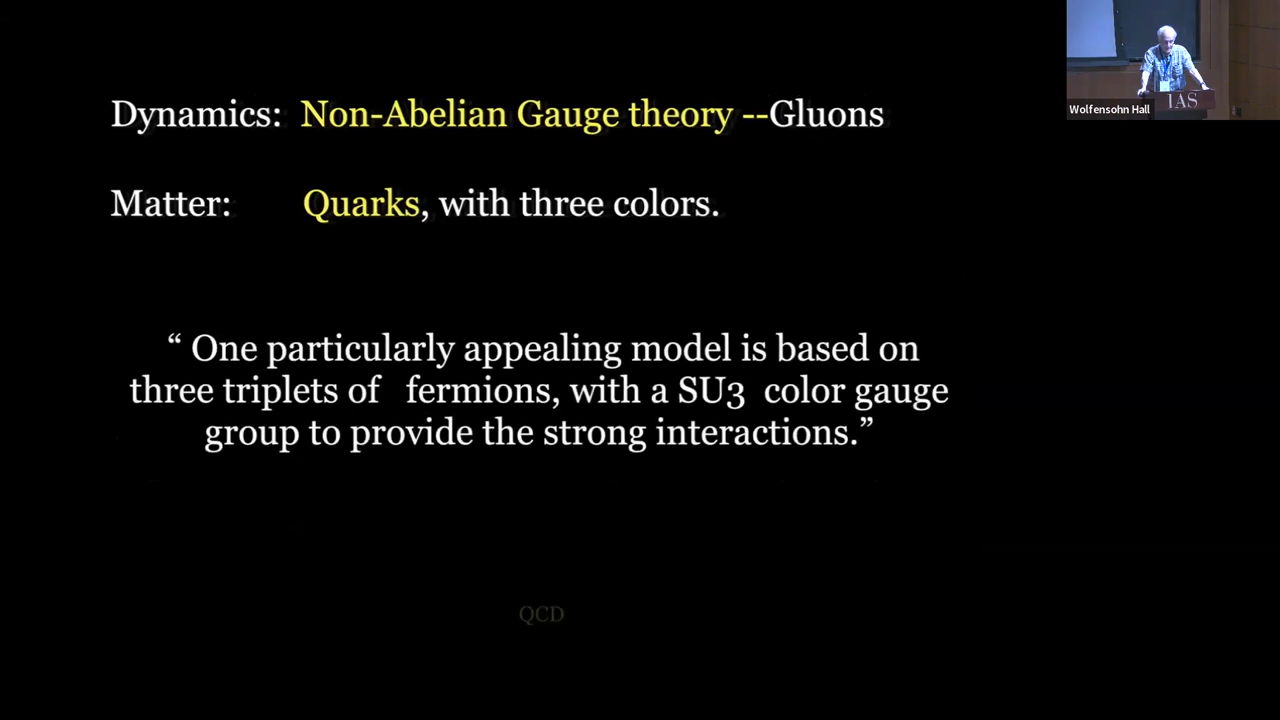 Dynamics: Non-Abelian Gauge theory --Gluons
Matter: Quarks, with three colors.
“ One particularly appealing model is based on
three triplets of fermions, with a SU3 color gauge
group to provide the strong interactions.”
QCD
IAS
Wolfensohn Hall